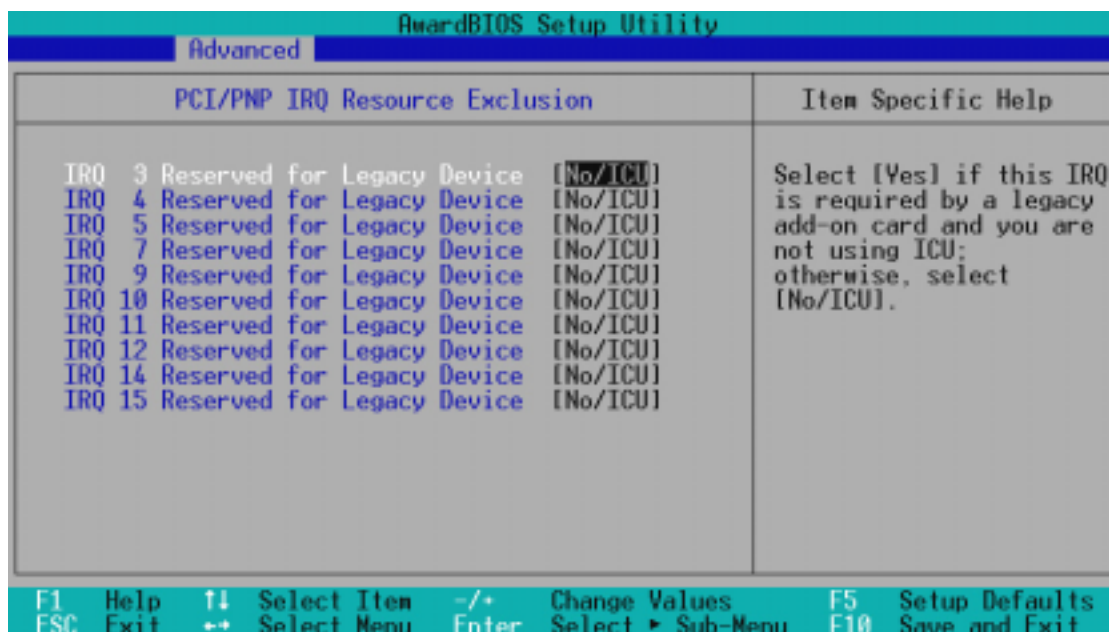 AwardBIOS Setup Utility
Advanced
PCI/PNP IRQ Resource Exclusion
IRQ 3 Reserved for Legacy Device [No/ICU]
IRQ 4 Reserved for Legacy Device [No/ICU]
IRQ 5 Reserved for Legacy Device [No/ICU]
IRQ 7 Reserved for Legacy Device [No/ICU]
IRQ 9 Reserved for Legacy Device [No/ICU]
IRQ 10 Reserved for Legacy Device [No/ICU]
IRQ 11 Reserved for Legacy Device [No/ICU]
IRQ 12 Reserved for Legacy Device [No/ICU]
IRQ 14 Reserved for Legacy Device [No/ICU]
IRQ 15 Reserved for Legacy Device [No/ICU]
Item Specific Help
Select [Yes] if this IRQ
is required by a legacy
add-on card and you are
not using ICU;
otherwise, select
[No/ICU].
F1 Help ↑↓ Select Item -/+ Change Values F5 Setup Defaults
ESC Exit ←→ Select Menu Enter Select ► Sub-Menu F10 Save and Exit